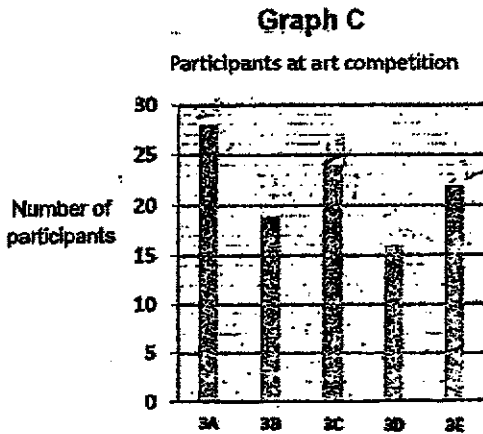 Graph C
Participants at art competition
30
25
20
15
10
5
0
Number of
participants
3A 3B 3C 3D 3E